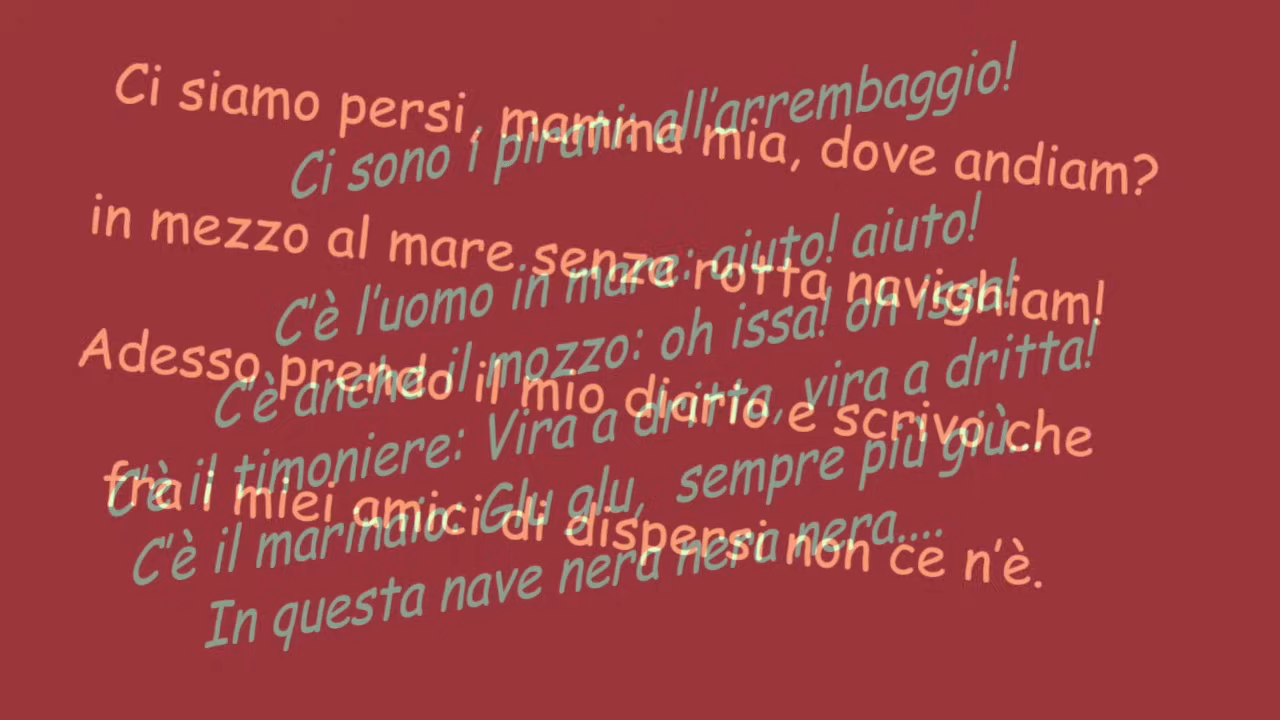 Ci siamo persi, mamma mia, dove andiam?
in mezzo al mare senza rotta navighiam!
Adesso prendo il mio diario e scrivo che
fra i miei amici di dispersi non ce n'è.
Ci sono i pirati: all'arrembaggio!
C'è l'uomo in mare: aiuto! aiuto!
C'è anche il mozzo: oh issa! oh issa!
C'è il timoniere: Vira a dritta, vira a dritta!
C'è il marinaio: Glu glu, sempre più giù...
In questa nave nera nera nera....